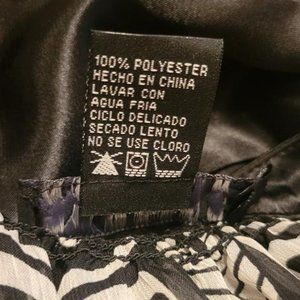 100% POLYESTER
HECHO EN CHINA
LAVAR CON
AGUA FRIA
CICLO DELICADO
SECADO LENTO
NO SE USE CLORO